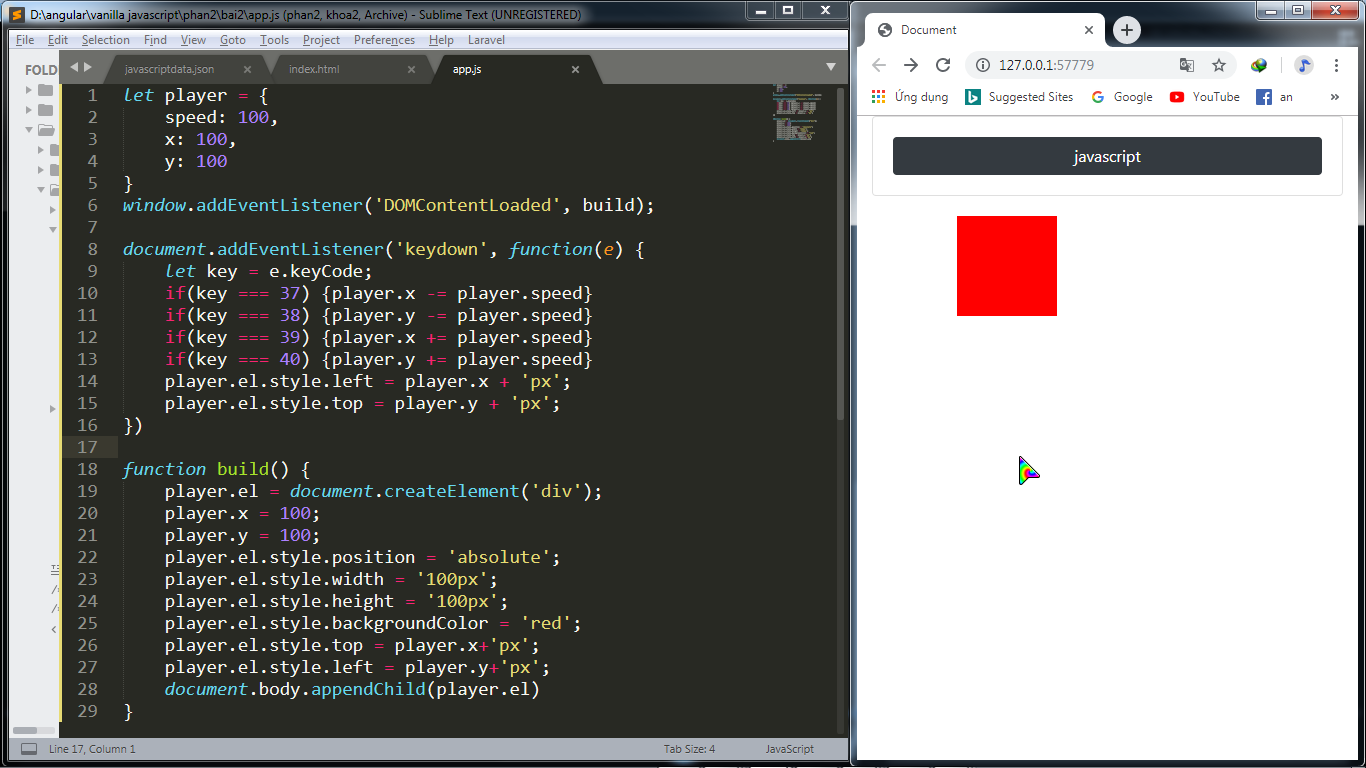 D:\angular\vanilla javascript\phan2\bai2\app.js (phan2, khoa2, Archive) - Sublime Text (UNREGISTERED)
File Edit Selection Find View Goto Tools Project Preferences Help Laravel
FOLD
javascriptdata.json index.html app.js
1 let player = {
2 speed: 100,
3 x: 100,
4 y: 100
5 }
6 window.addEventListener('DOMContentLoaded', build);
7
8 document.addEventListener('keydown', function(e) {
9 let key = e.keyCode;
10 if(key === 37) {player.x -= player.speed}
11 if(key === 38) {player.y -= player.speed}
12 if(key === 39) {player.x += player.speed}
13 if(key === 40) {player.y += player.speed}
14 player.el.style.left = player.x + 'px';
15 player.el.style.top = player.y + 'px';
16 })
17
18 function build() {
19 player.el = document.createElement('div');
20 player.x = 100;
21 player.y = 100;
22 player.el.style.position = 'absolute';
23 player.el.style.width = '100px';
24 player.el.style.height = '100px';
25 player.el.style.backgroundColor = 'red';
26 player.el.style.top = player.x+'px';
27 player.el.style.left = player.y+'px';
28 document.body.appendChild(player.el)
29 }
Line 17, Column 1 Tab Size: 4 JavaScript
Document
127.0.0.1:57779
Ứng dụng Suggested Sites Google YouTube an »
javascript